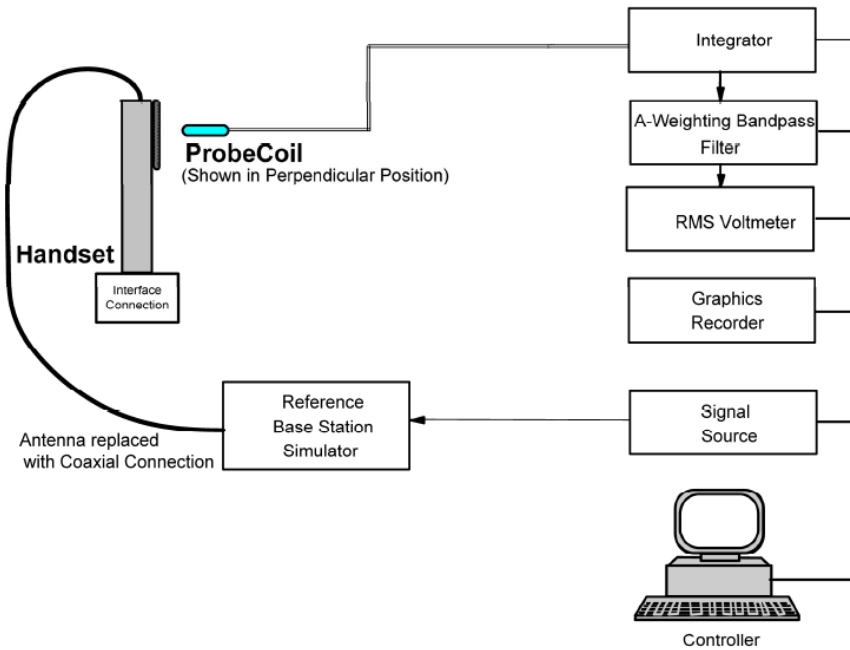 Integrator
A-Weighting Bandpass
Filter
ProbeCoil
(Shown in Perpendicular Position)
RMS Voltmeter
Handset
Interface
Connection
Graphics
Recorder
Reference
Base Station
Simulator
Signal
Source
Antenna replaced
with Coaxial Connection
Controller